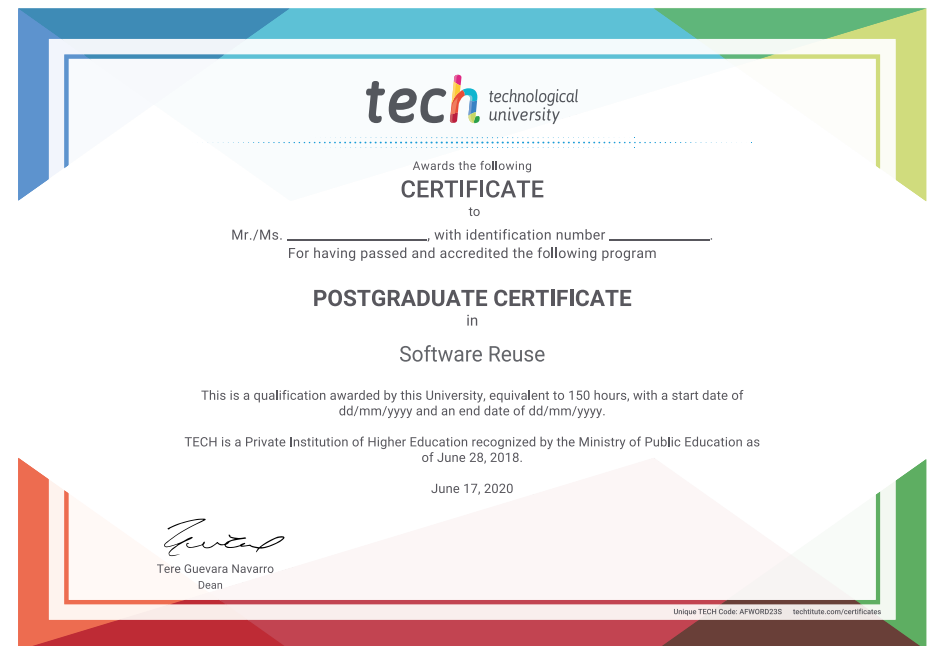 tech technological
university
Awards the following
CERTIFICATE
to
Mr./Ms. ____________________, with identification number ______________.
For having passed and accredited the following program
POSTGRADUATE CERTIFICATE
in
Software Reuse
This is a qualification awarded by this University, equivalent to 150 hours, with a start date of
dd/mm/yyyy and an end date of dd/mm/yyyy.
TECH is a Private Institution of Higher Education recognized by the Ministry of Public Education as
of June 28, 2018.
June 17, 2020
Tere Guevara Navarro
Dean
Unique TECH Code: AFWORD23S techtitute.com/certificates